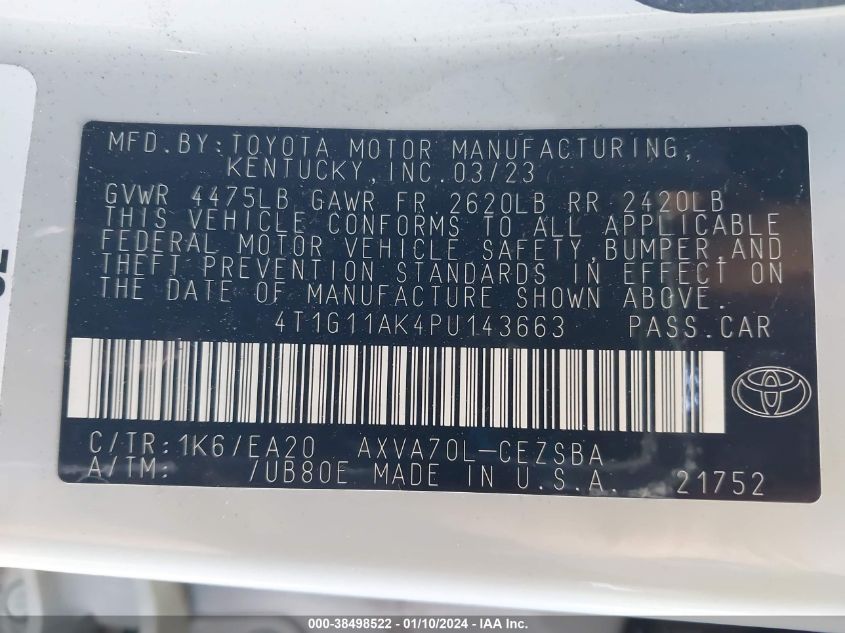 MFD.BY:TOYOTA MOTOR MANUFACTURING,
KENTUCKY,INC.03/23
GVWR 4475LB GAWR FR 2620LB RR 2420LB
THIS VEHICLE CONFORMS TO ALL APPLICABLE
FEDERAL MOTOR VEHICLE SAFETY,BUMPER,AND
THEFT PREVENTION STANDARDS IN EFFECT ON
THE DATE OF MANUFACTURE SHOWN ABOVE.
4T1G11AK4PU143663 PASS.CAR
C/TR:1K6/EA20 AXVA70L-CEZSBA
A/TM: /UB80E MADE IN U.S.A. 21752
000-38498522 - 01/10/2024 - IAA Inc.